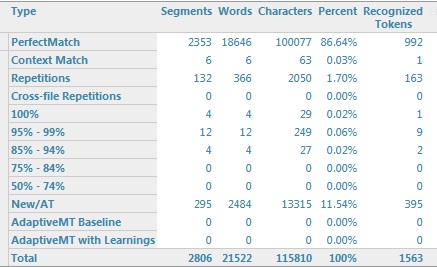 Type Segments Words Characters Percent Recognized Tokens
PerfectMatch 2353 18646 100077 86.64% 992
Context Match 6 6 63 0.03% 1
Repetitions 132 366 2050 1.70% 163
Cross-file Repetitions 0 0 0 0.00% 0
100% 4 4 29 0.02% 1
95% - 99% 12 12 249 0.06% 9
85% - 94% 4 4 27 0.02% 2
75% - 84% 0 0 0 0.00% 0
50% - 74% 0 0 0 0.00% 0
New/AT 295 2484 13315 11.54% 395
AdaptiveMT Baseline 0 0 0 0.00% 0
AdaptiveMT with Learnings 0 0 0 0.00% 0
Total 2806 21522 115810 100% 1563